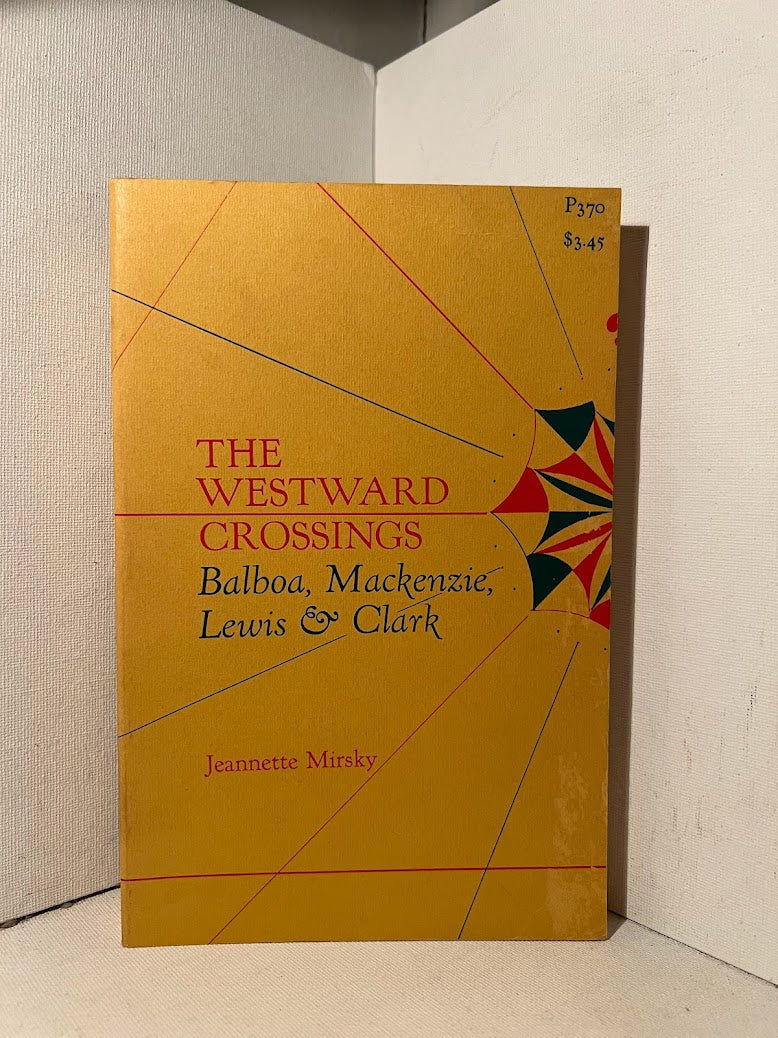 P370
$3.45
THE
WESTWARD
CROSSINGS
Balboa, Mackenzie,
Lewis & Clark
Jeannette Mirsky